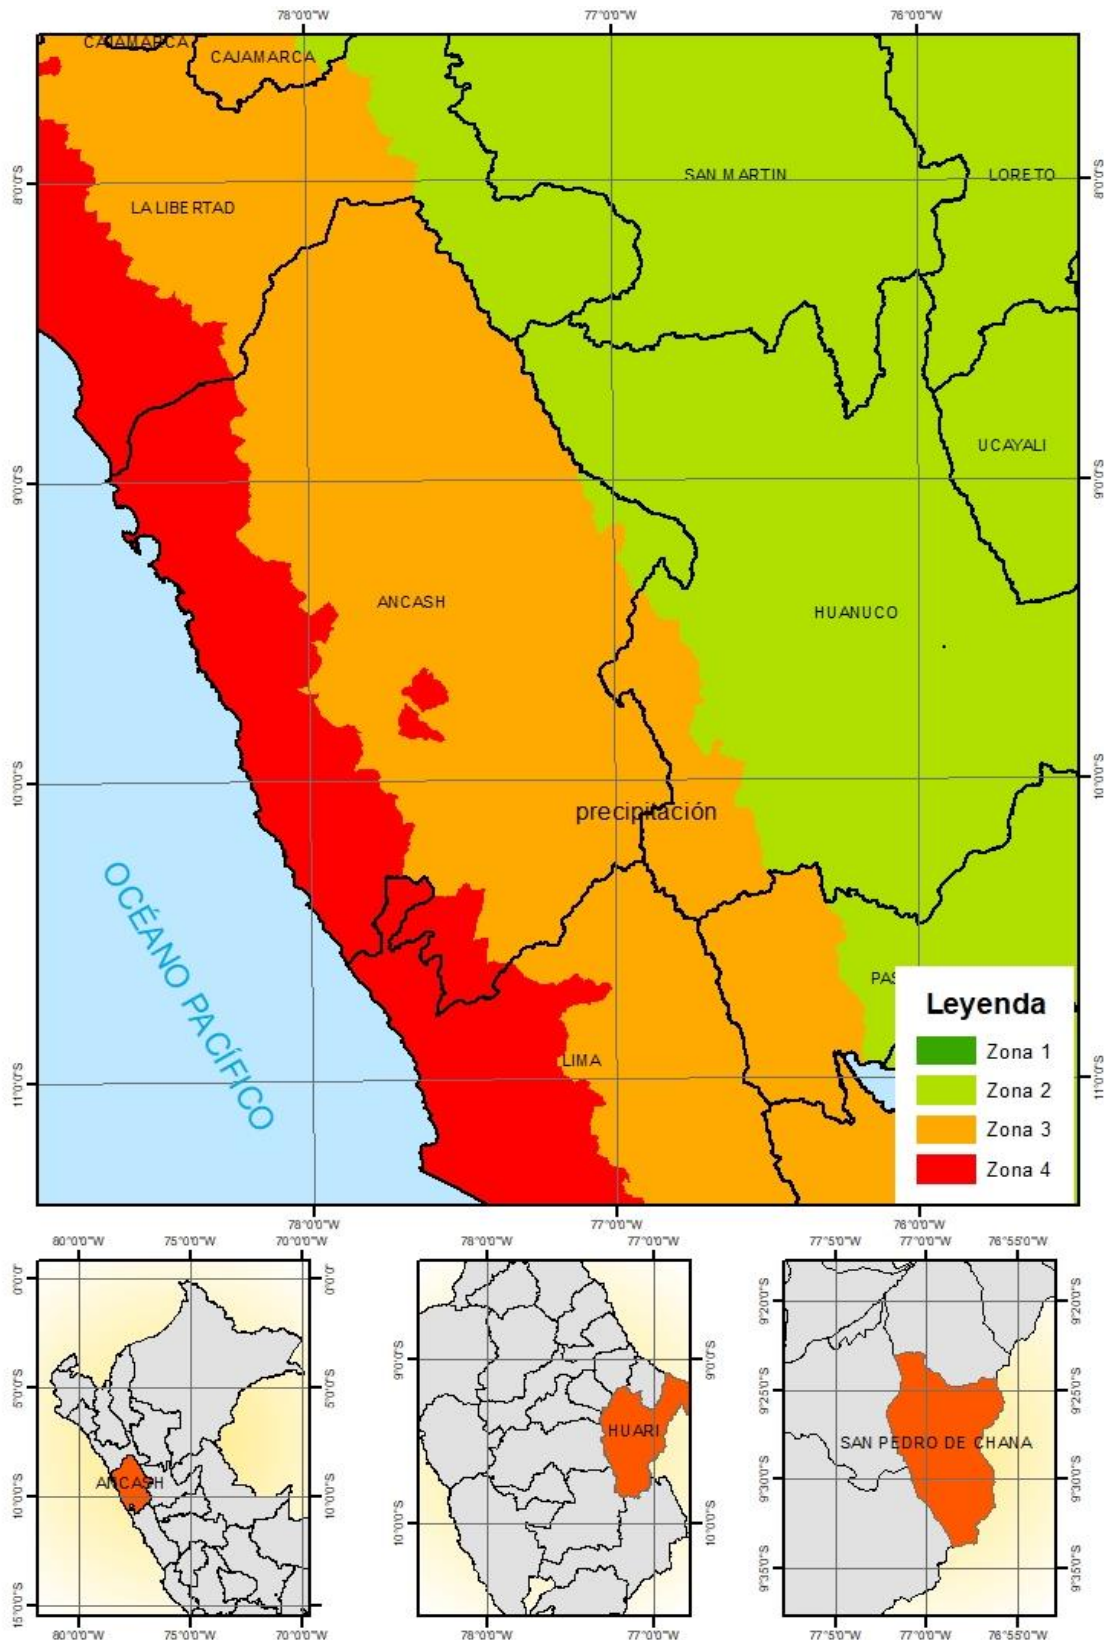 78°0'0"W 77°0'0"W 76°0'0"W
CAJAMARCA
CAJAMARCA
8°0'0"S SAN MARTIN LORETO 8°0'0"S
LA LIBERTAD
UCAYALI
9°0'0"S 9°0'0"S
ANCASH
HUANUCO
10°0'0"S 10°0'0"S
precipitación
OCÉANO PACÍFICO
PAS
Leyenda
Zona 1
LIMA
11°0'0"S Zona 2 11°0'0"S
Zona 3
Zona 4
78°0'0"W 77°0'0"W 76°0'0"W
80°0'0"W 75°0'0"W 70°0'0"W
0°0'0" 0°0'0"
5°0'0"S 5°0'0"S
ANCASH
10°0'0"S 10°0'0"S
15°0'0"S 15°0'0"S
80°0'0"W 75°0'0"W 70°0'0"W
78°0'0"W 77°0'0"W
9°0'0"S 9°0'0"S
HUARI
10°0'0"S 10°0'0"S
78°0'0"W 77°0'0"W
77°5'0"W 77°0'0"W 76°55'0"W
9°20'0"S 9°20'0"S
9°25'0"S 9°25'0"S
SAN PEDRO DE CHANA
9°30'0"S 9°30'0"S
9°35'0"S 9°35'0"S
77°5'0"W 77°0'0"W 76°55'0"W